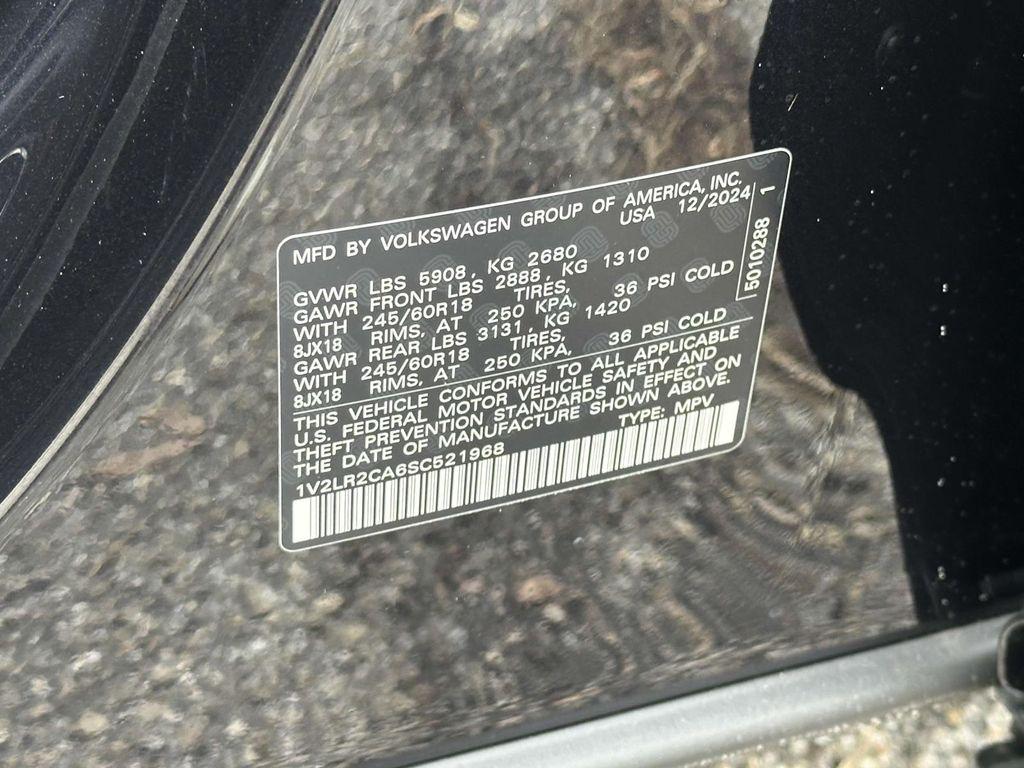 MFD BY VOLKSWAGEN GROUP OF AMERICA, INC.
USA 12/2024
GVWR LBS 5908, KG 2680
GAWR FRONT LBS 2888, KG 1310
WITH 245/60R18 TIRES,
8JX18 RIMS, AT 250 KPA, 36 PSI COLD
GAWR REAR LBS 3131, KG 1420
WITH 245/60R18 TIRES,
8JX18 RIMS, AT 250 KPA, 36 PSI COLD
THIS VEHICLE CONFORMS TO ALL APPLICABLE
U.S. FEDERAL MOTOR VEHICLE SAFETY AND
THEFT PREVENTION STANDARDS IN EFFECT ON
THE DATE OF MANUFACTURE SHOWN ABOVE.
1V2LR2CA6SC521968 TYPE: MPV
5010288 1